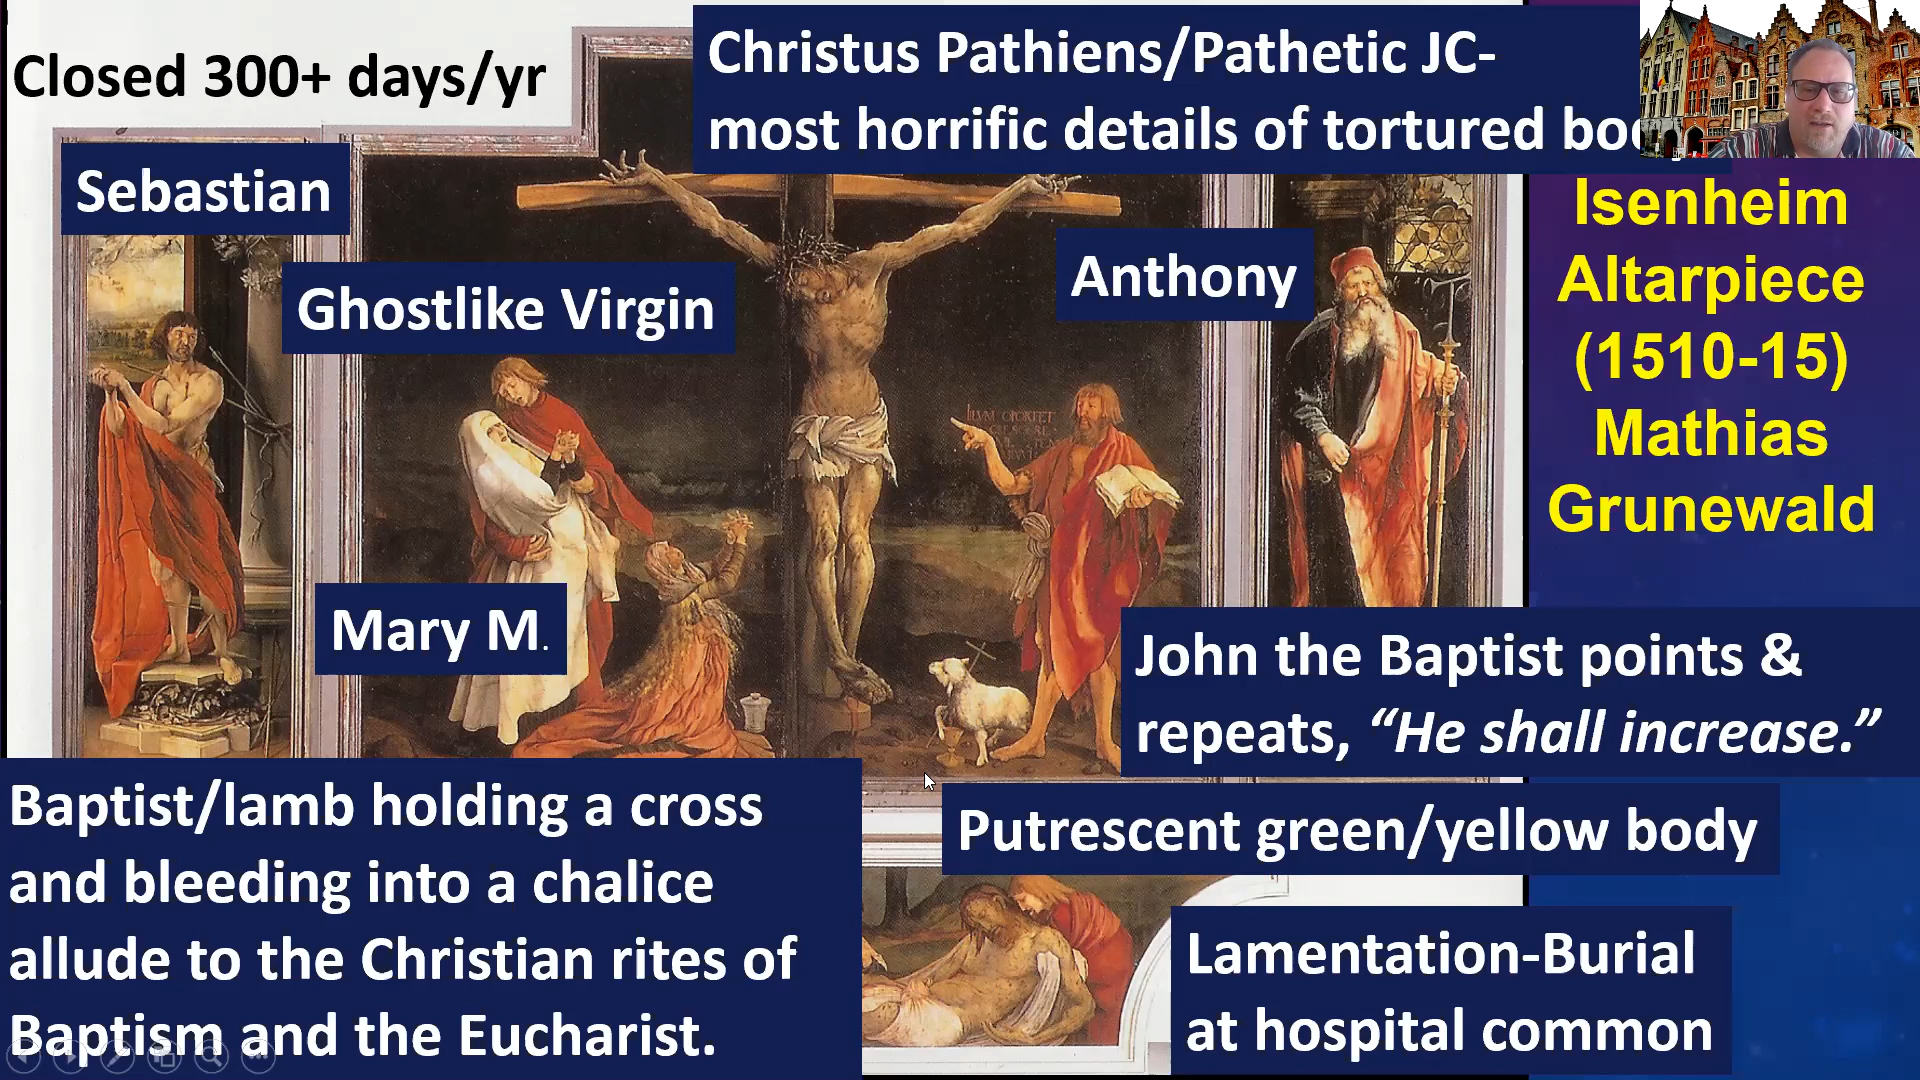 Closed 300+ days/yr
Christus Pathiens/Pathetic JC-
most horrific details of tortured
Sebastian
Ghostlike Virgin
Anthony
Isenheim
Altarpiece
(1510-15)
Mathias
Grunewald
Mary M.
John the Baptist points &
repeats, “He shall increase.”
Baptist/lamb holding a cross
and bleeding into a chalice
allude to the Christian rites of
Baptism and the Eucharist.
Putrescent green/yellow body
Lamentation-Burial
at hospital common